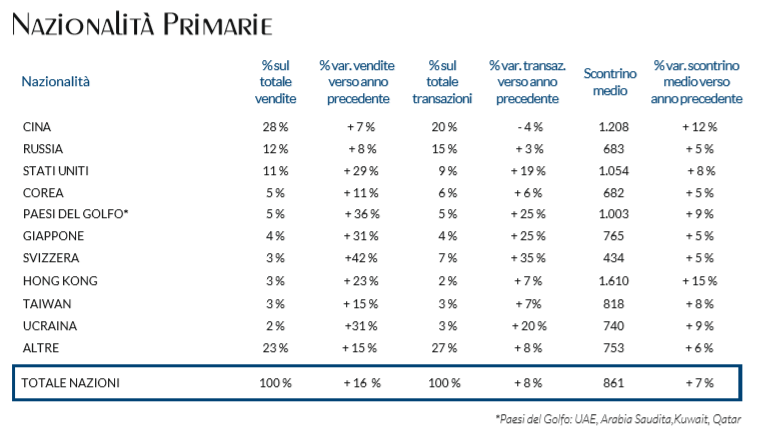 NAZIONALITÀ PRIMARIE
% sul % var. vendite % sul % var. transaz. % var. scontrino
Nazionalità totale verso anno totale verso anno Scontrino medio verso
vendite precedente transazioni precedente medio anno precedente
CINA 28 % + 7 % 20 % - 4 % 1.208 + 12 %
RUSSIA 12 % + 8 % 15 % + 3 % 683 + 5 %
STATI UNITI 11 % + 29 % 9 % + 19 % 1.054 + 8 %
COREA 5 % + 11 % 6 % + 6 % 682 + 5 %
PAESI DEL GOLFO* 5 % + 36 % 5 % + 25 % 1.003 + 9 %
GIAPPONE 4 % + 31 % 4 % + 25 % 765 + 5 %
SVIZZERA 3 % +42 % 7 % + 35 % 434 + 5 %
HONG KONG 3 % + 23 % 2 % + 7 % 1.610 + 15 %
TAIWAN 3 % + 15 % 3 % + 7% 818 + 8 %
UCRAINA 2 % +31 % 3 % + 20 % 740 + 9 %
ALTRE 23 % + 15 % 27 % + 8 % 753 + 6 %
TOTALE NAZIONI 100 % + 16 % 100 % + 8 % 861 + 7 %
*Paesi del Golfo: UAE, Arabia Saudita,Kuwait, Qatar